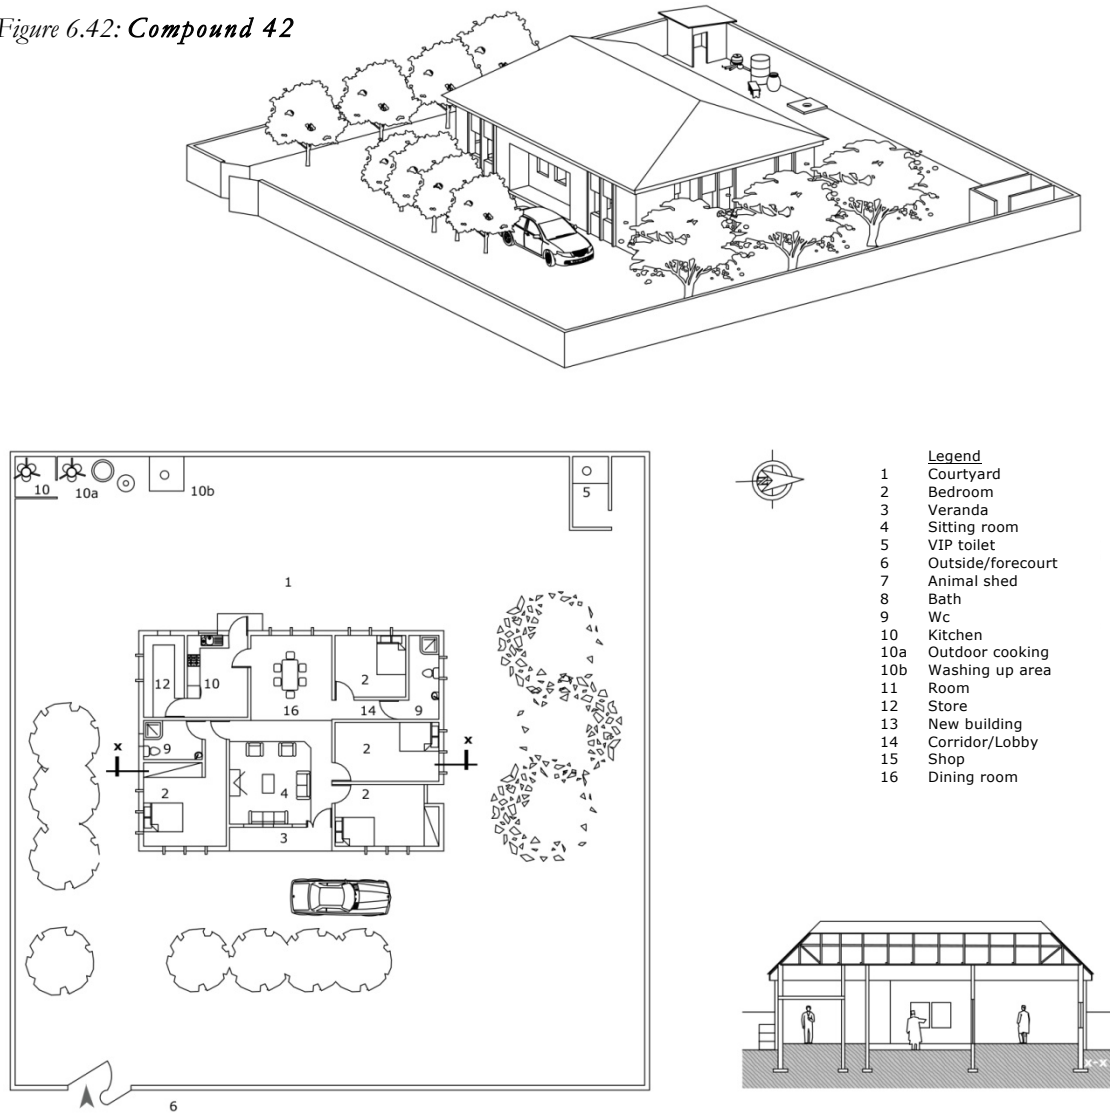 Figure 6.42: Compound 42
10
10a
10b
5
1
12
10
16
2
14
9
9
2
x
x
2
4
2
3
6
Legend
1 Courtyard
2 Bedroom
3 Veranda
4 Sitting room
5 VIP toilet
6 Outside/forecourt
7 Animal shed
8 Bath
9 Wc
10 Kitchen
10a Outdoor cooking
10b Washing up area
11 Room
12 Store
13 New building
14 Corridor/Lobby
15 Shop
16 Dining room
x-x